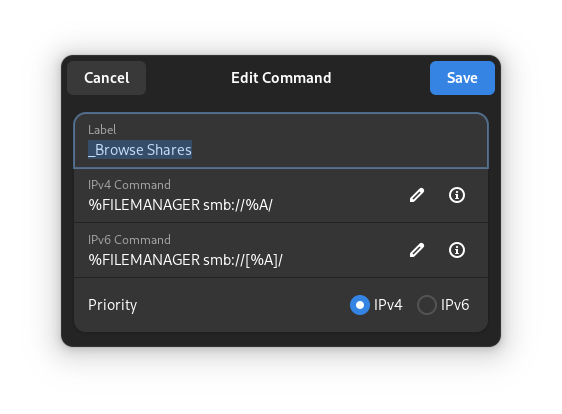 Cancel
Edit Command
Save
Label
_Browse Shares
IPv4 Command
%FILEMANAGER smb://%A/
IPv6 Command
%FILEMANAGER smb://[%A]/
Priority
IPv4
IPv6